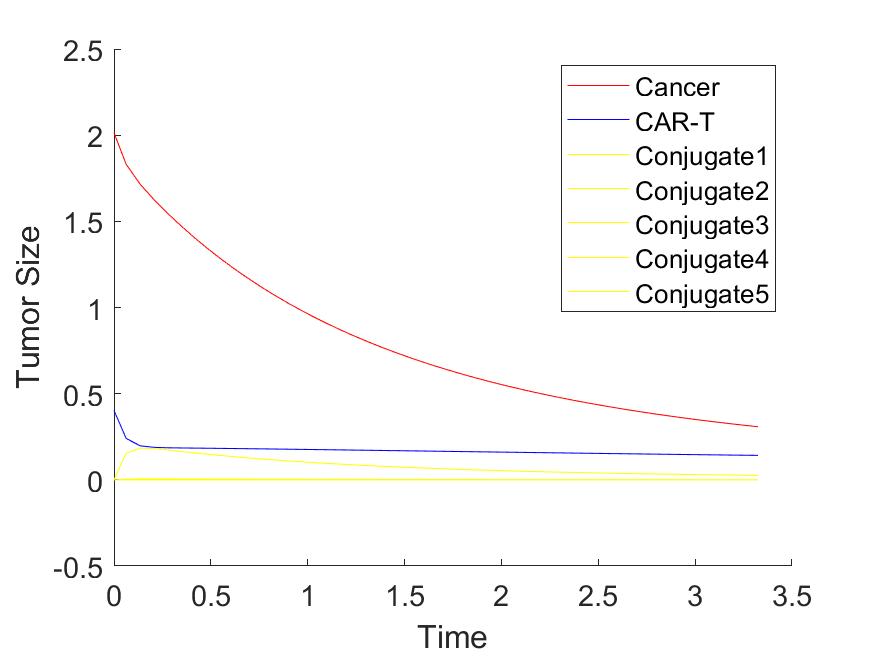 2.5
2
1.5
1
0.5
0
-0.5
Tumor Size
0 0.5 1 1.5 2 2.5 3 3.5
Time
Cancer
CAR-T
Conjugate1
Conjugate2
Conjugate3
Conjugate4
Conjugate5